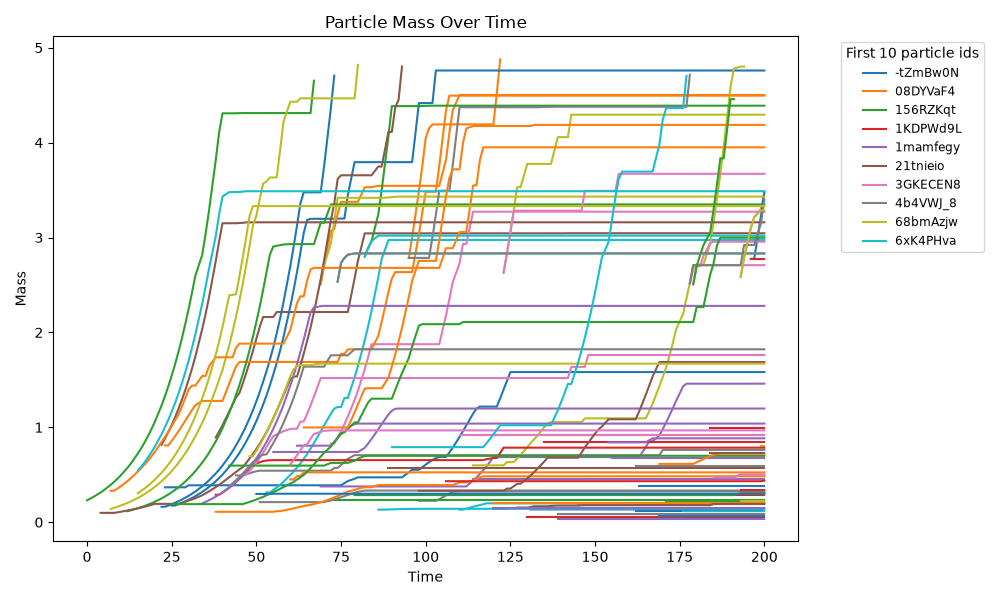 Particle Mass Over Time
Mass
5
4
3
2
1
0
0 25 50 75 100 125 150 175 200
Time
First 10 particle ids
-tZmBw0N
08DYVaF4
156RZKqt
1KDPWd9L
1mamfegy
21tnieio
3GKECEN8
4b4VWJ_8
68bmAzjw
6xK4PHva